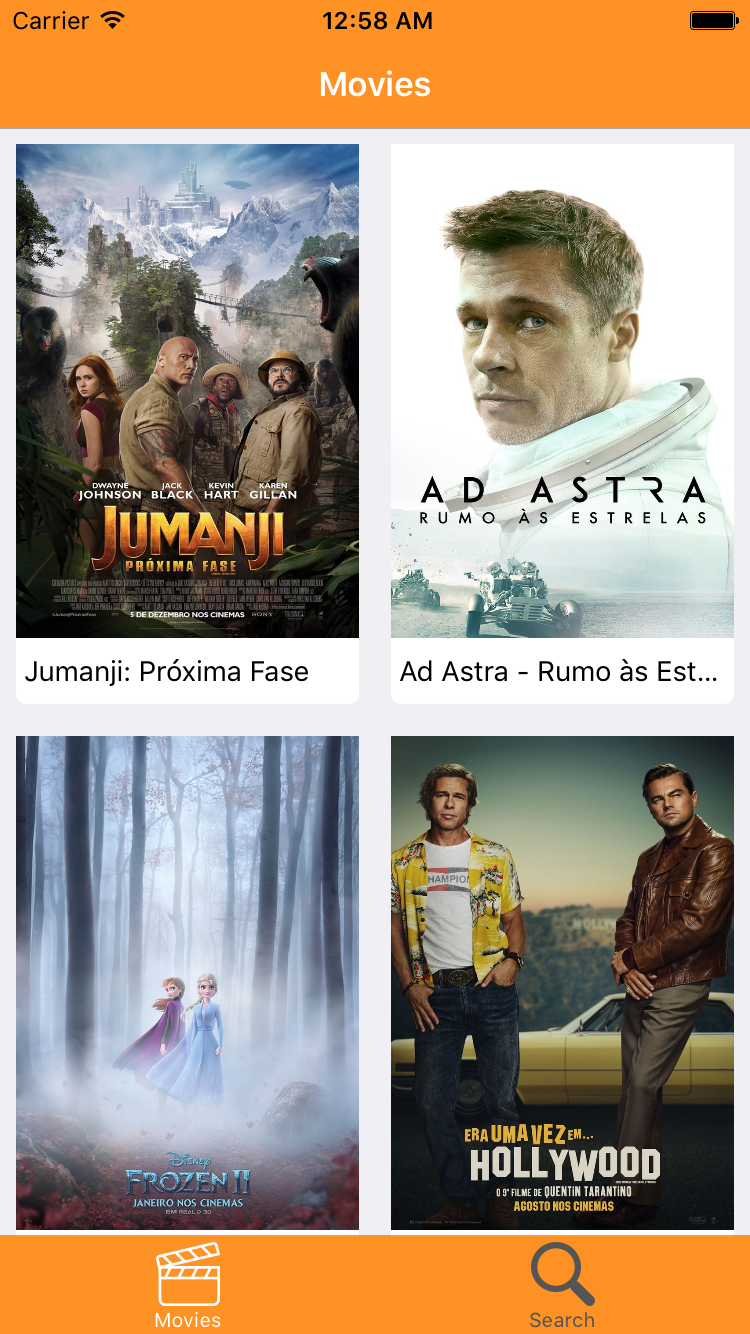 Carrier
12:58 AM
Movies
DWAYNE JACK KEVIN KAREN
JOHNSON BLACK HART GILLAN
JUMANJI
PRÓXIMA FASE
5 DE DEZEMBRO NOS CINEMAS
SONY
Jumanji: Próxima Fase
AD ASTRA
RUMO ÀS ESTRELAS
Ad Astra - Rumo às Est...
Disney
FROZEN II
JANEIRO NOS CINEMAS
EM REAL D 3D
HAMPIO
HOLLYW
ERA UMA VEZ EM...
HOLLYWOOD
O 9º FILME DE QUENTIN TARANTINO
AGOSTO NOS CINEMAS
Movies
Search